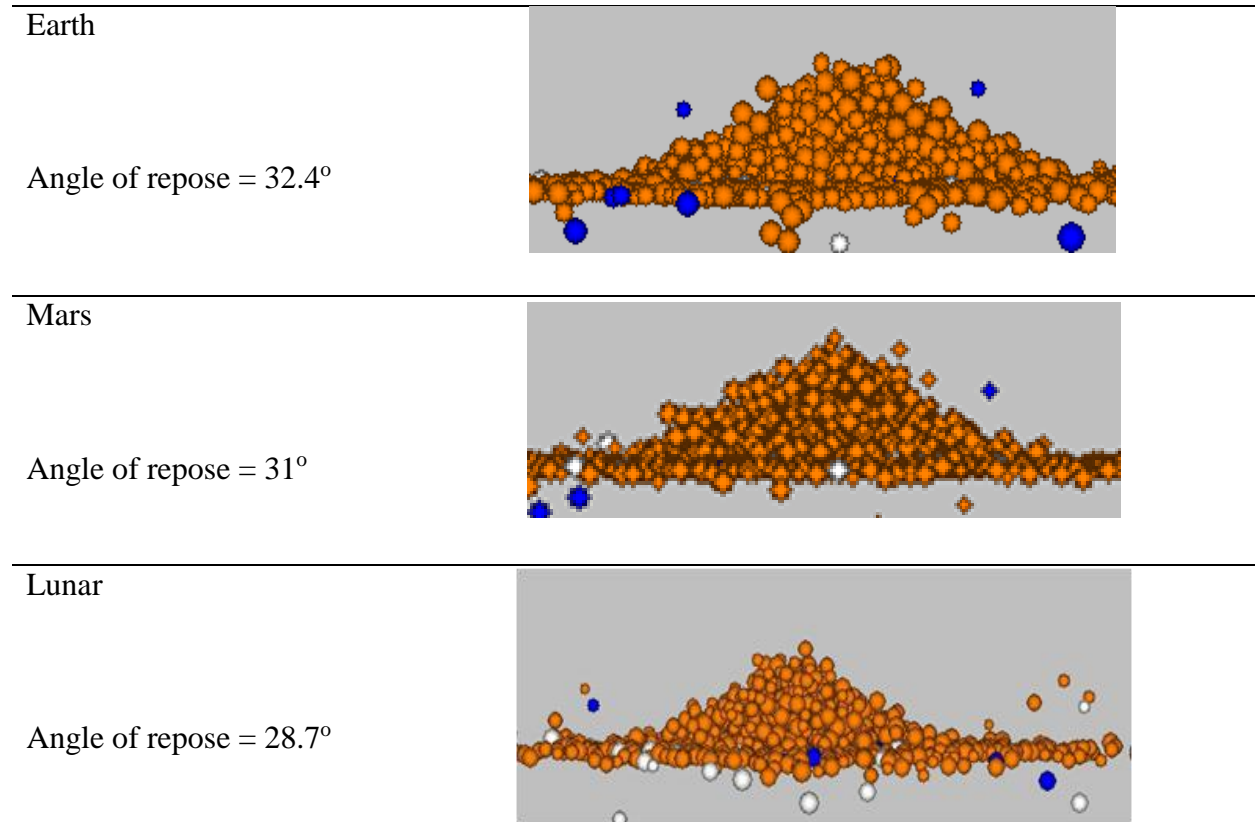 Earth
Angle of repose = 32.4º
Mars
Angle of repose = 31º
Lunar
Angle of repose = 28.7º